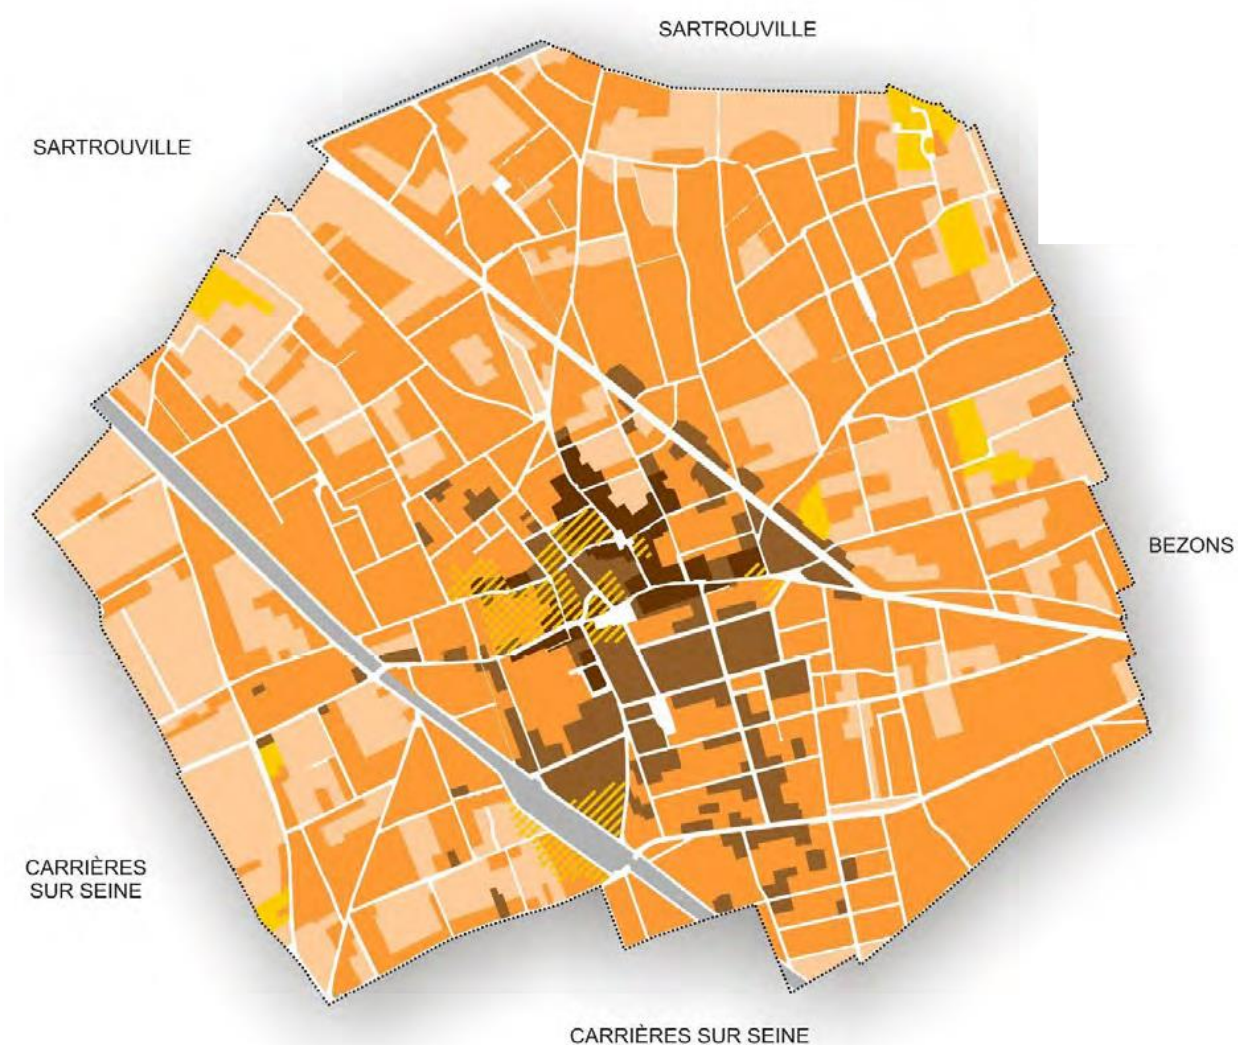 SARTROUVILLE
SARTROUVILLE
BEZONS
CARRIÈRES
SUR SEINE
CARRIÈRES SUR SEINE